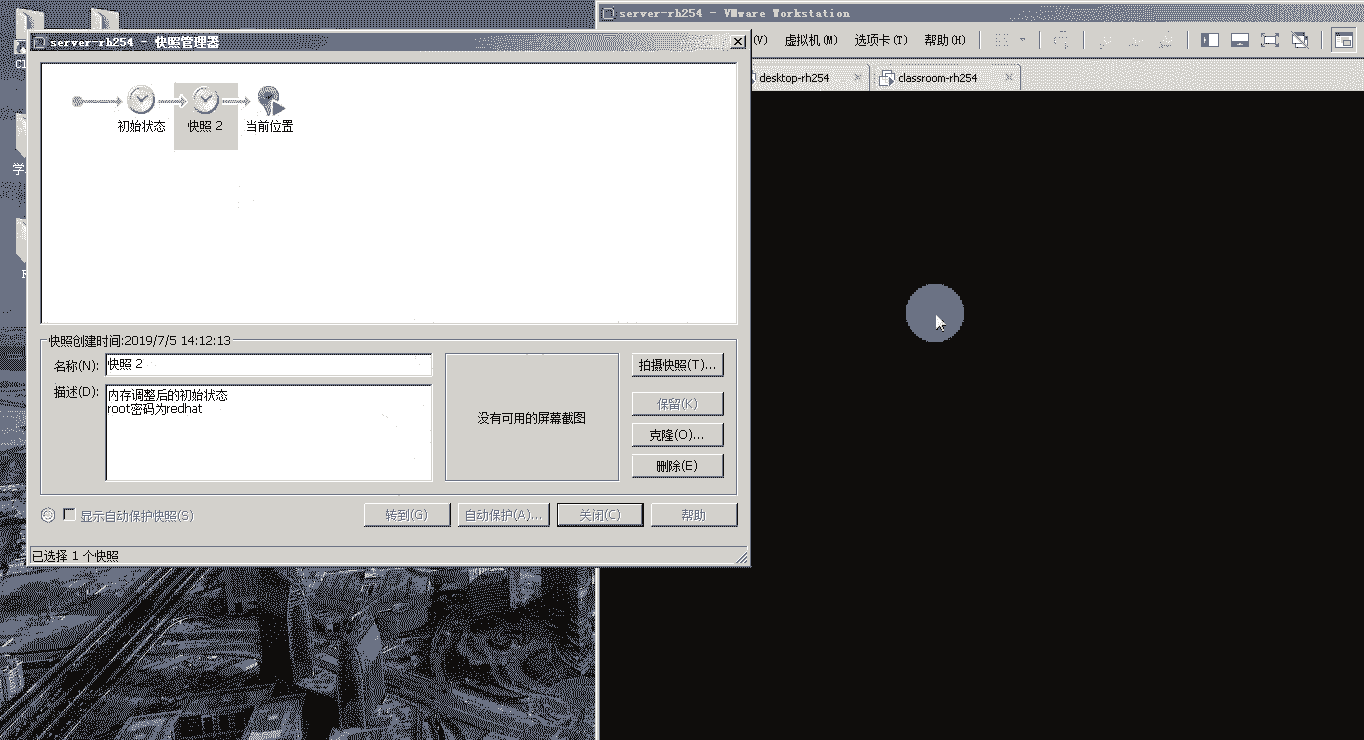 server-rh254 - VMware Workstation
server-rh254 - 快照管理器
(V) 虚拟机(M) 选项卡(T) 帮助(H)
desktop-rh254
classroom-rh254
初始状态
快照 2
当前位置
快照创建时间:2019/7/5 14:12:13
名称(N):
快照 2
描述(D):
内存调整后的初始状态
root密码为redhat
没有可用的屏幕截图
拍摄快照(T)...
保留(K)
克隆(O)...
删除(E)
显示自动保护快照(S)
转到(G)
自动保护(A)...
关闭(C)
帮助
已选择 1 个快照